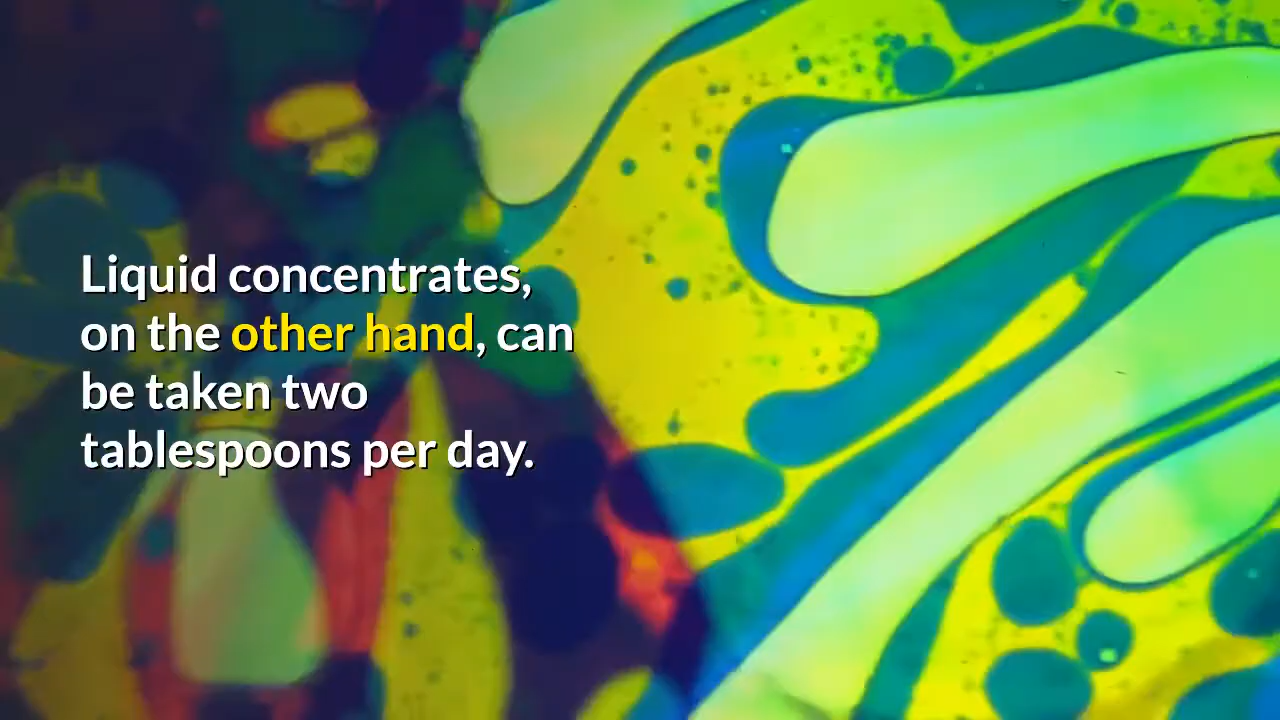 Liquid concentrates,
on the other hand, can
be taken two
tablespoons per day.